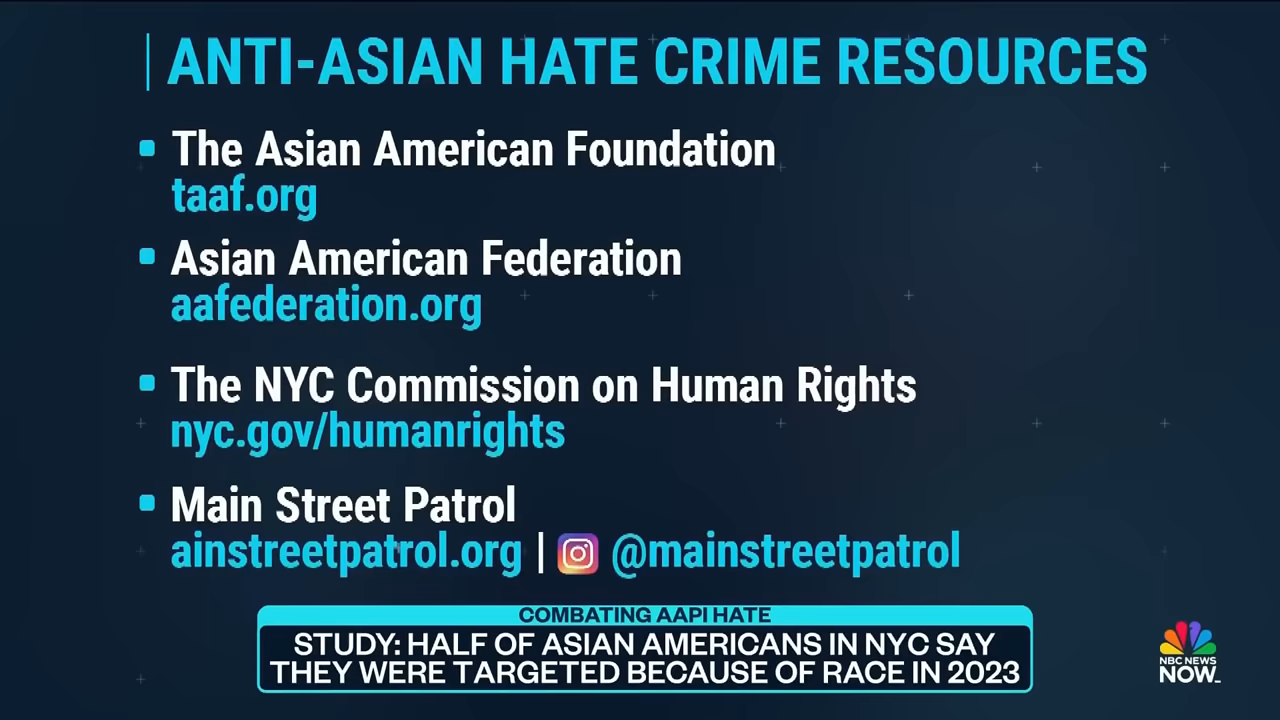 ANTI-ASIAN HATE CRIME RESOURCES
The Asian American Foundation
taaf.org
Asian American Federation
aafederation.org
The NYC Commission on Human Rights
nyc.gov/humanrights
Main Street Patrol
ainstreetpatrol.org | @mainstreetpatrol
COMBATING AAPI HATE
STUDY: HALF OF ASIAN AMERICANS IN NYC SAY
THEY WERE TARGETED BECAUSE OF RACE IN 2023
NBC NEWS
NOW